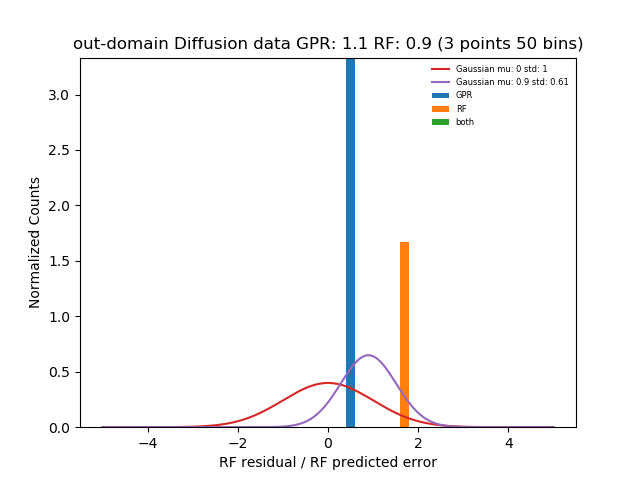 out-domain Diffusion data GPR: 1.1 RF: 0.9 (3 points 50 bins)
Gaussian mu: 0 std: 1
Gaussian mu: 0.9 std: 0.61
GPR
RF
both
Normalized Counts
3.0
2.5
2.0
1.5
1.0
0.5
0.0
−4
−2
0
2
4
RF residual / RF predicted error